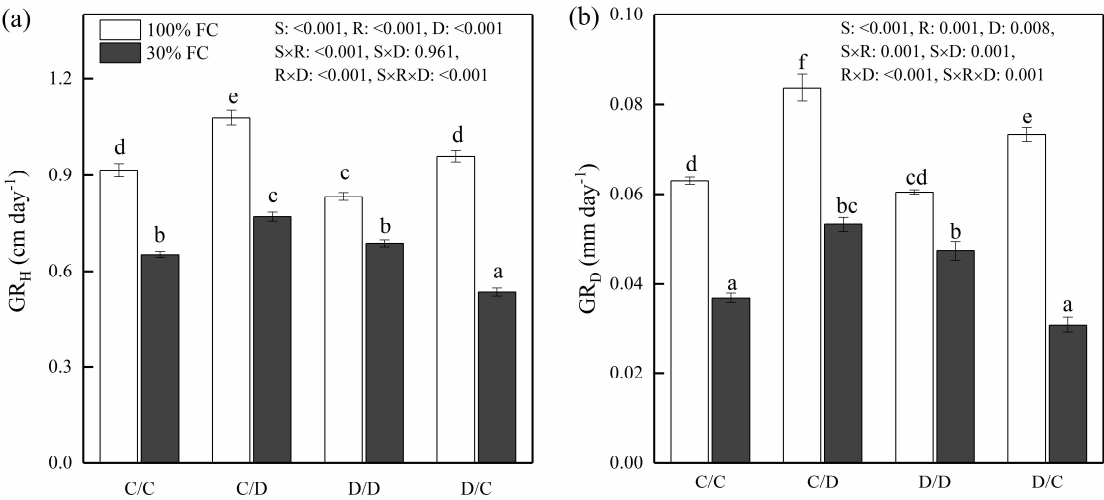 (a)
100% FC
30% FC
S: <0.001, R: <0.001, D: <0.001
S×R: <0.001, S×D: 0.961,
R×D: <0.001, S×R×D: <0.001
GR_H (cm day⁻¹)
1.2
0.9
0.6
0.3
0.0
d
b
e
c
c
b
d
a
C/C
C/D
D/D
D/C
(b)
S: <0.001, R: 0.001, D: 0.008,
S×R: 0.001, S×D: 0.001,
R×D: <0.001, S×R×D: 0.001
GR_D (mm day⁻¹)
0.10
0.08
0.06
0.04
0.02
0.00
d
a
f
bc
cd
b
e
a
C/C
C/D
D/D
D/C